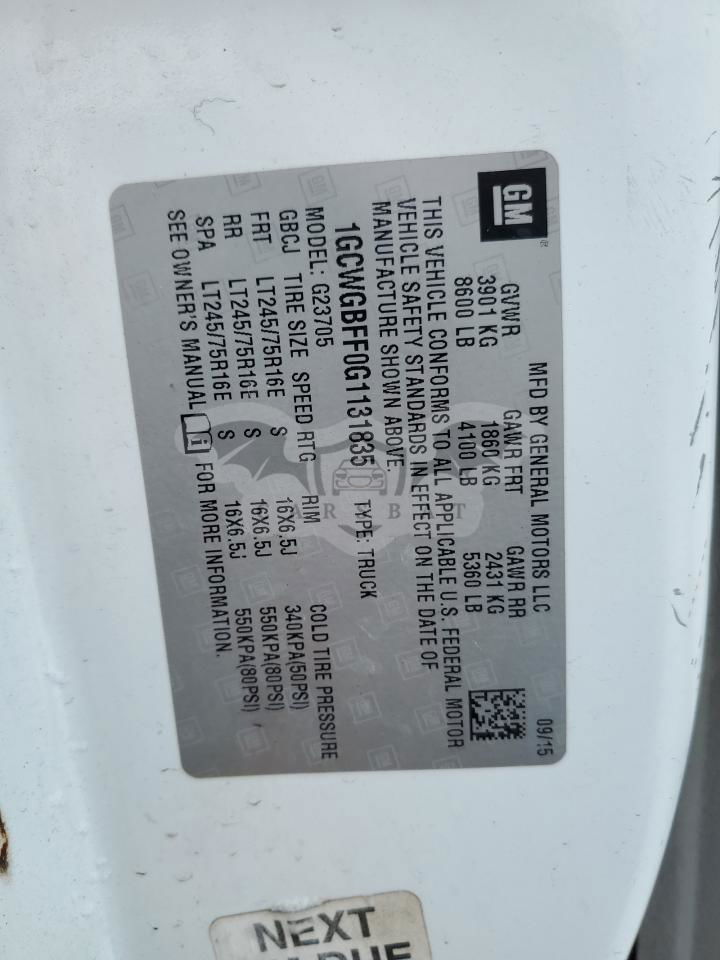 GM
MFD BY GENERAL MOTORS LLC 09/15
GVWR GAWR FRT GAWR RR
3901 KG 1860 KG 2431 KG
8600 LB 4100 LB 5360 LB
THIS VEHICLE CONFORMS TO ALL APPLICABLE U.S. FEDERAL MOTOR
VEHICLE SAFETY STANDARDS IN EFFECT ON THE DATE OF
MANUFACTURE SHOWN ABOVE.
1GCWGBFF0G1131835 TYPE: TRUCK
MODEL: G23705
GBCJ TIRE SIZE SPEED RTG RIM COLD TIRE PRESSURE
FRT LT245/75R16E S 16X6.5J 340KPA(50PSI)
RR LT245/75R16E S 16X6.5J 550KPA(80PSI)
SPA LT245/75R16E S 16X6.5J 550KPA(80PSI)
SEE OWNER'S MANUAL FOR MORE INFORMATION.
NEXT